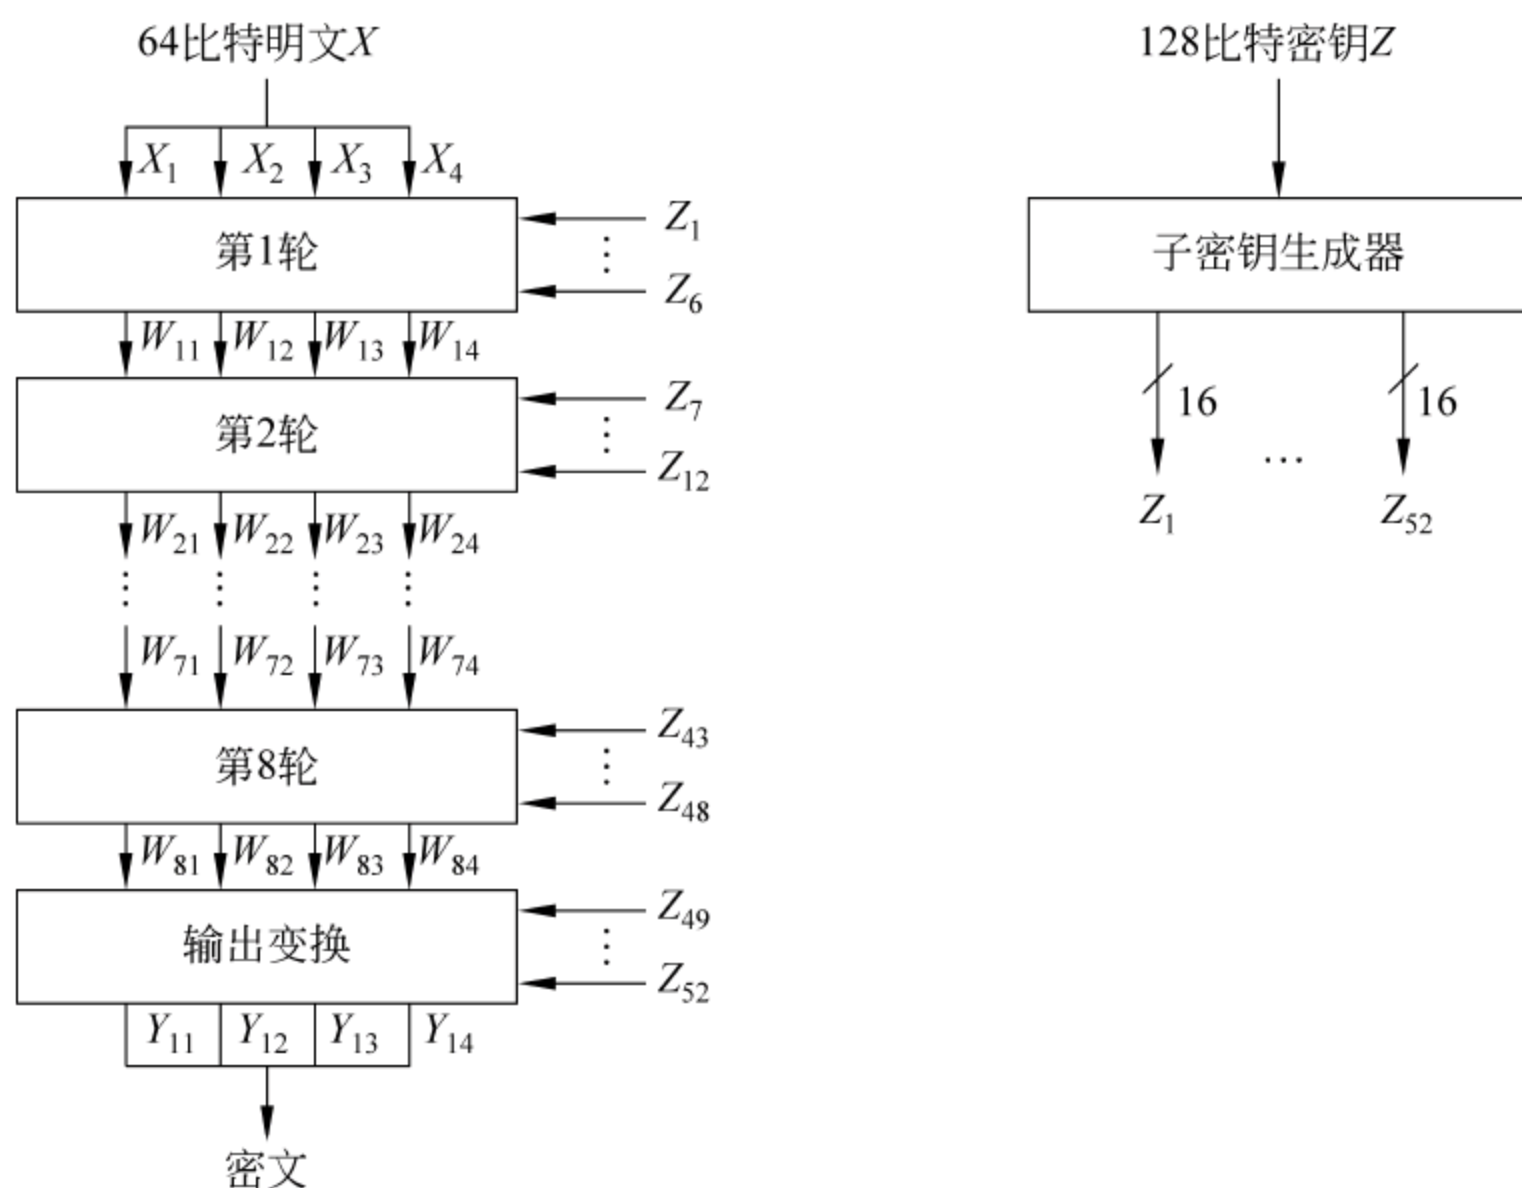 64比特明文X
X1 X2 X3 X4
第1轮
Z1
⋮
Z6
W11 W12 W13 W14
第2轮
Z7
⋮
Z12
W21 W22 W23 W24
⋮ ⋮ ⋮ ⋮
W71 W72 W73 W74
第8轮
Z43
⋮
Z48
W81 W82 W83 W84
输出变换
Z49
⋮
Z52
Y11 Y12 Y13 Y14
密文
128比特密钥Z
子密钥生成器
16 16
…
Z1 Z52